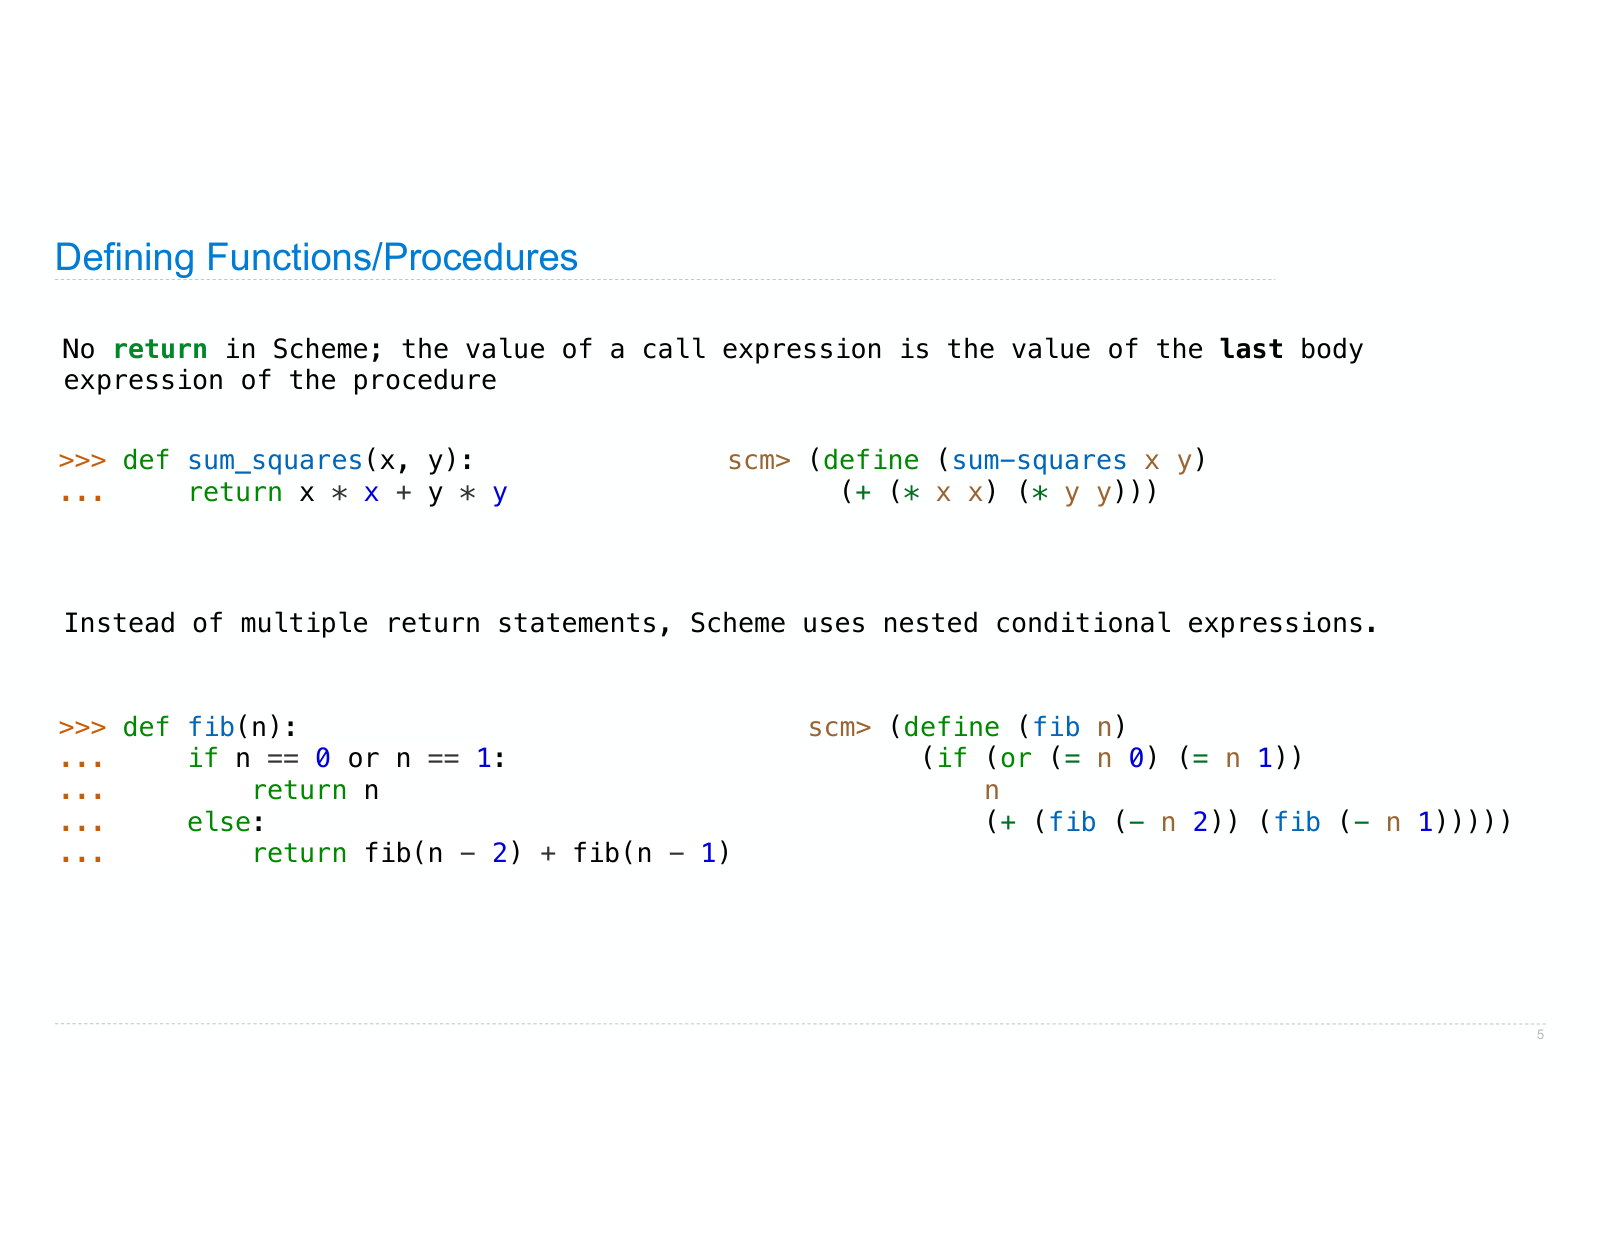 Defining Functions/Procedures
No return in Scheme; the value of a call expression is the value of the last body
expression of the procedure
>>> def sum_squares(x, y):
...     return x * x + y * y
scm> (define (sum-squares x y)
       (+ (* x x) (* y y)))
Instead of multiple return statements, Scheme uses nested conditional expressions.
>>> def fib(n):
...     if n == 0 or n == 1:
...         return n
...     else:
...         return fib(n - 2) + fib(n - 1)
scm> (define (fib n)
       (if (or (= n 0) (= n 1))
           n
           (+ (fib (- n 2)) (fib (- n 1)))))
5